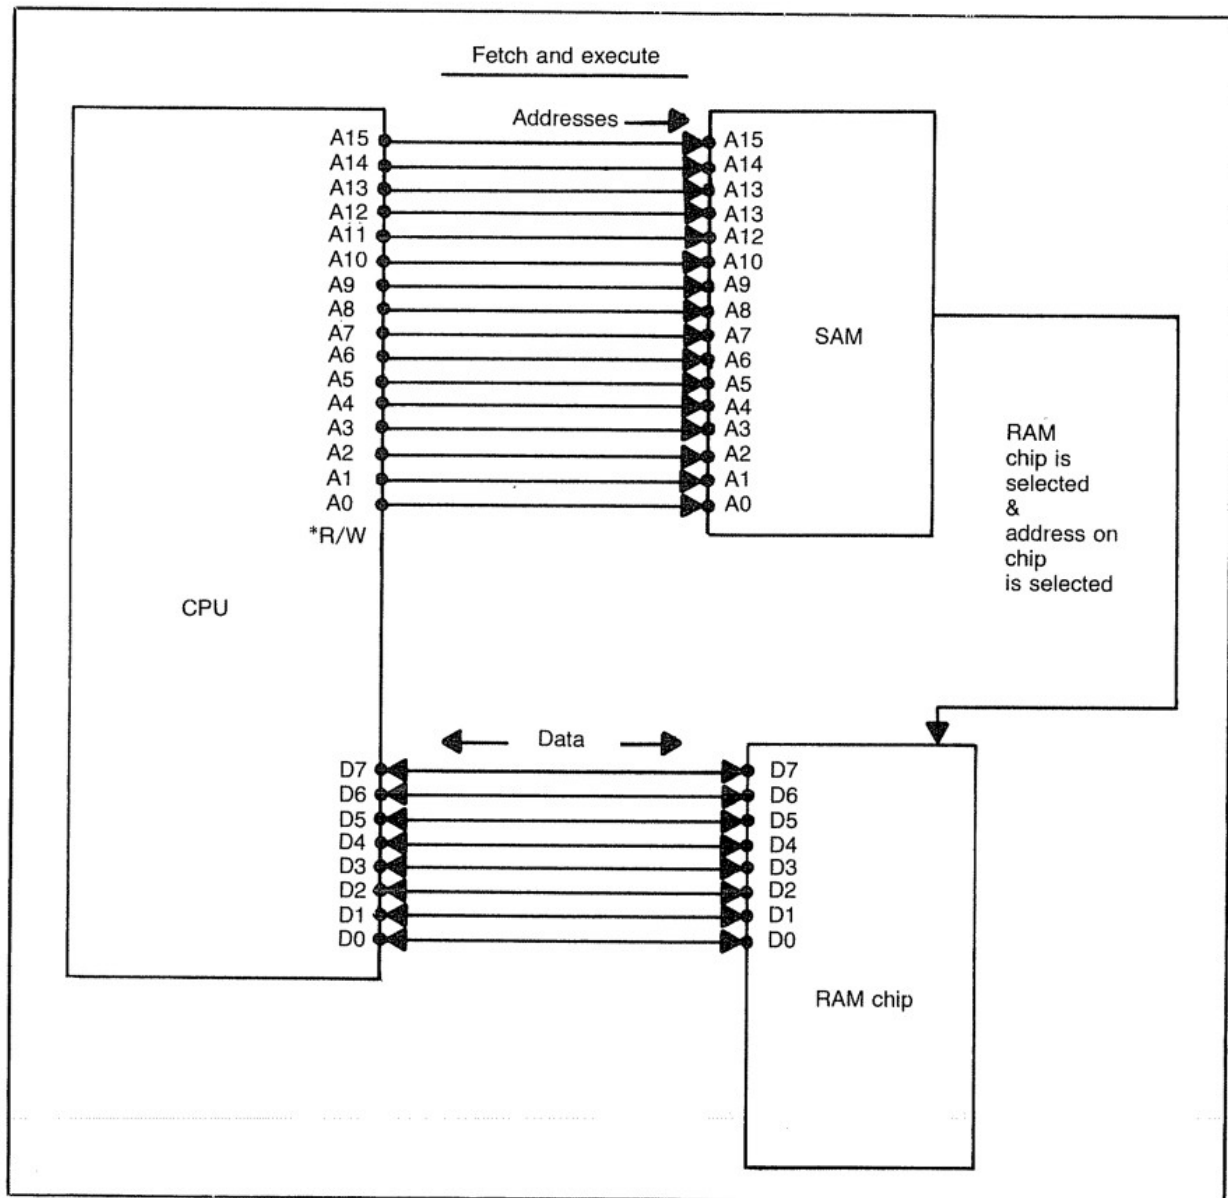 Fetch and execute
Addresses
A15 A15
A14 A14
A13 A13
A12 A13
A11 A12
A10 A10
A9 A9
A8 A8
A7 A7
A6 A6
A5 A5
A4 A4
A3 A3
A2 A2
A1 A1
A0 A0
*R/W
SAM
CPU
RAM
chip is
selected
&
address on
chip
is selected
Data
D7 D7
D6 D6
D5 D5
D4 D4
D3 D3
D2 D2
D1 D1
D0 D0
RAM chip